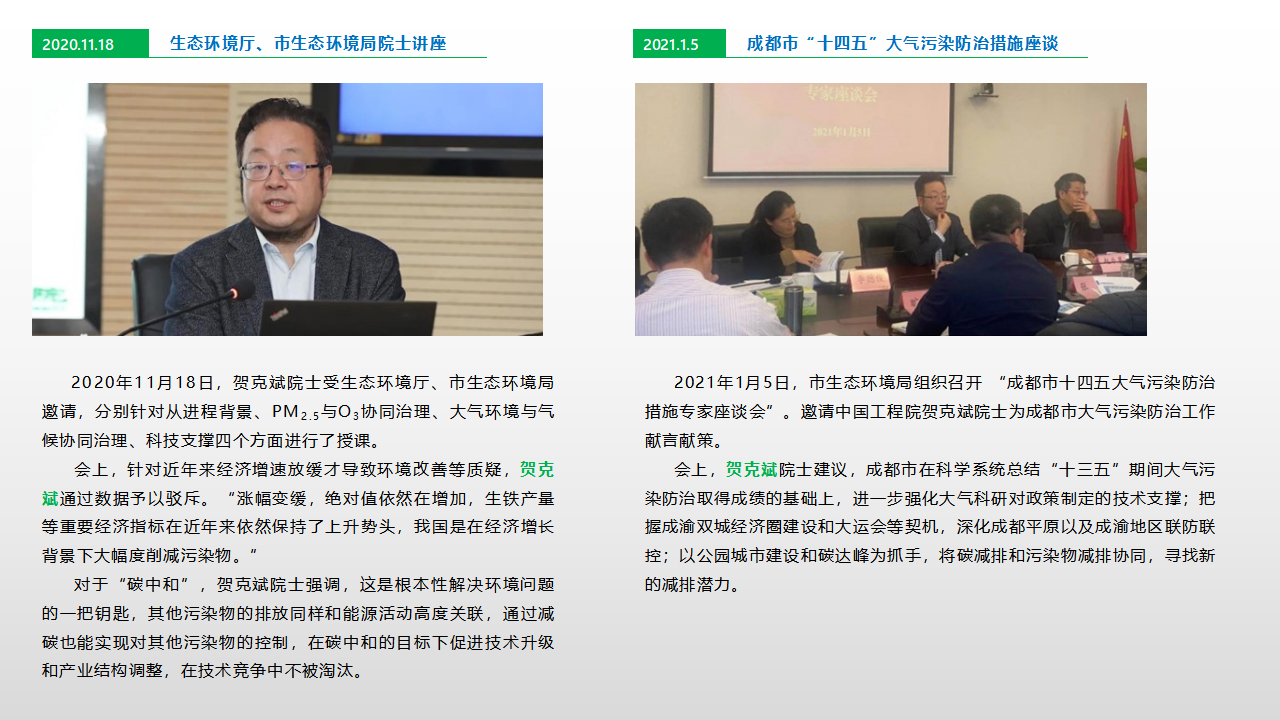 2020.11.18
生态环境厅、市生态环境局院士讲座
2020年11月18日，贺克斌院士受生态环境厅、市生态环境局
邀请，分别针对从进程背景、PM2.5与O3协同治理、大气环境与气
候协同治理、科技支撑四个方面进行了授课。
会上，针对近年来经济增速放缓才导致环境改善等质疑，贺克
斌通过数据予以驳斥。“涨幅变缓，绝对值依然在增加，生铁产量
等重要经济指标在近年来依然保持了上升势头，我国是在经济增长
背景下大幅度削减污染物。”
对于“碳中和”，贺克斌院士强调，这是根本性解决环境问题
的一把钥匙，其他污染物的排放同样和能源活动高度关联，通过减
碳也能实现对其他污染物的控制，在碳中和的目标下促进技术升级
和产业结构调整，在技术竞争中不被淘汰。
2021.1.5
成都市“十四五”大气污染防治措施座谈
专家座谈会
2021年1月5日
2021年1月5日，市生态环境局组织召开 “成都市十四五大气污染防治
措施专家座谈会”。邀请中国工程院贺克斌院士为成都市大气污染防治工作
献言献策。
会上，贺克斌院士建议，成都市在科学系统总结“十三五”期间大气污
染防治取得成绩的基础上，进一步强化大气科研对政策制定的技术支撑；把
握成渝双城经济圈建设和大运会等契机，深化成都平原以及成渝地区联防联
控；以公园城市建设和碳达峰为抓手，将碳减排和污染物减排协同，寻找新
的减排潜力。